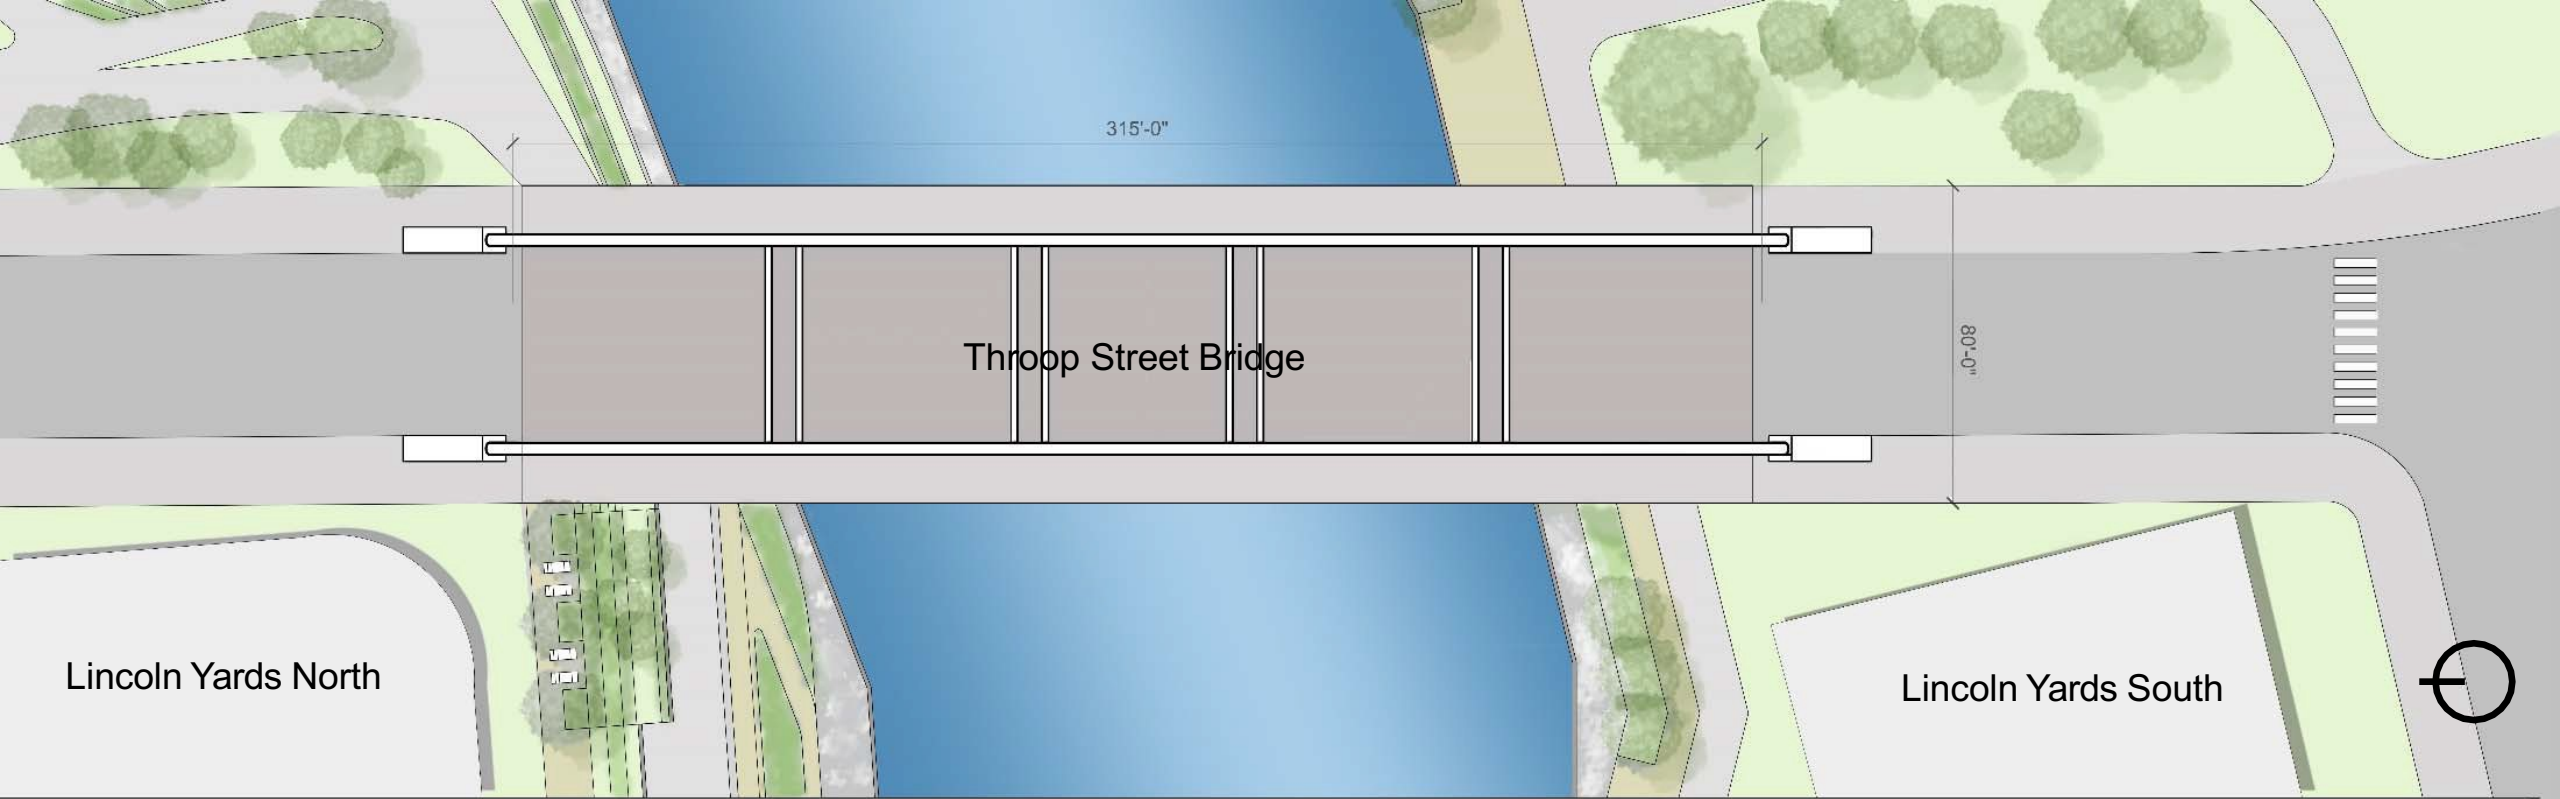 315'-0"
Throop Street Bridge
80'-0"
Lincoln Yards North
Lincoln Yards South